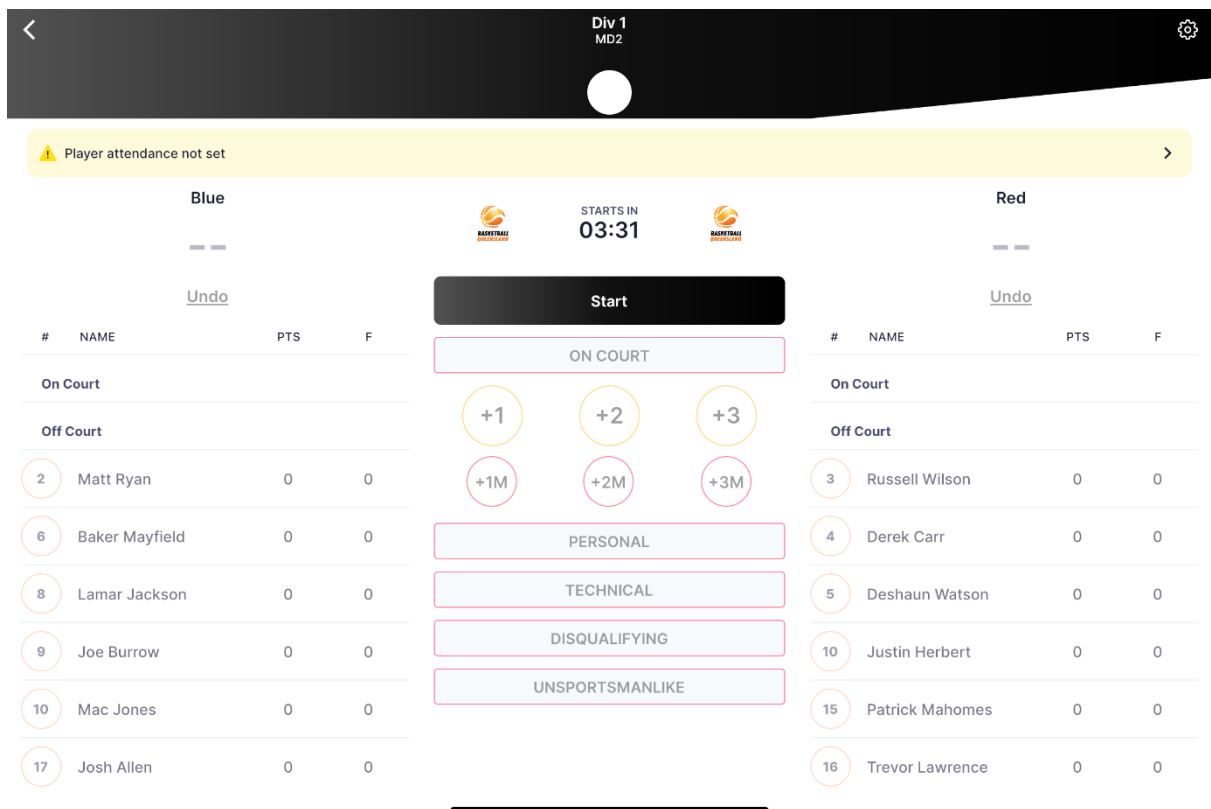 Div 1
MD2
Player attendance not set
Blue
-- 
Undo
# NAME PTS F
On Court
Off Court
2 Matt Ryan 0 0
6 Baker Mayfield 0 0
8 Lamar Jackson 0 0
9 Joe Burrow 0 0
10 Mac Jones 0 0
17 Josh Allen 0 0
BASKETBALL
QUEENSLAND
STARTS IN
03:31
BASKETBALL
QUEENSLAND
Start
ON COURT
+1 +2 +3
+1M +2M +3M
PERSONAL
TECHNICAL
DISQUALIFYING
UNSPORTSMANLIKE
Red
--
Undo
# NAME PTS F
On Court
Off Court
3 Russell Wilson 0 0
4 Derek Carr 0 0
5 Deshaun Watson 0 0
10 Justin Herbert 0 0
15 Patrick Mahomes 0 0
16 Trevor Lawrence 0 0